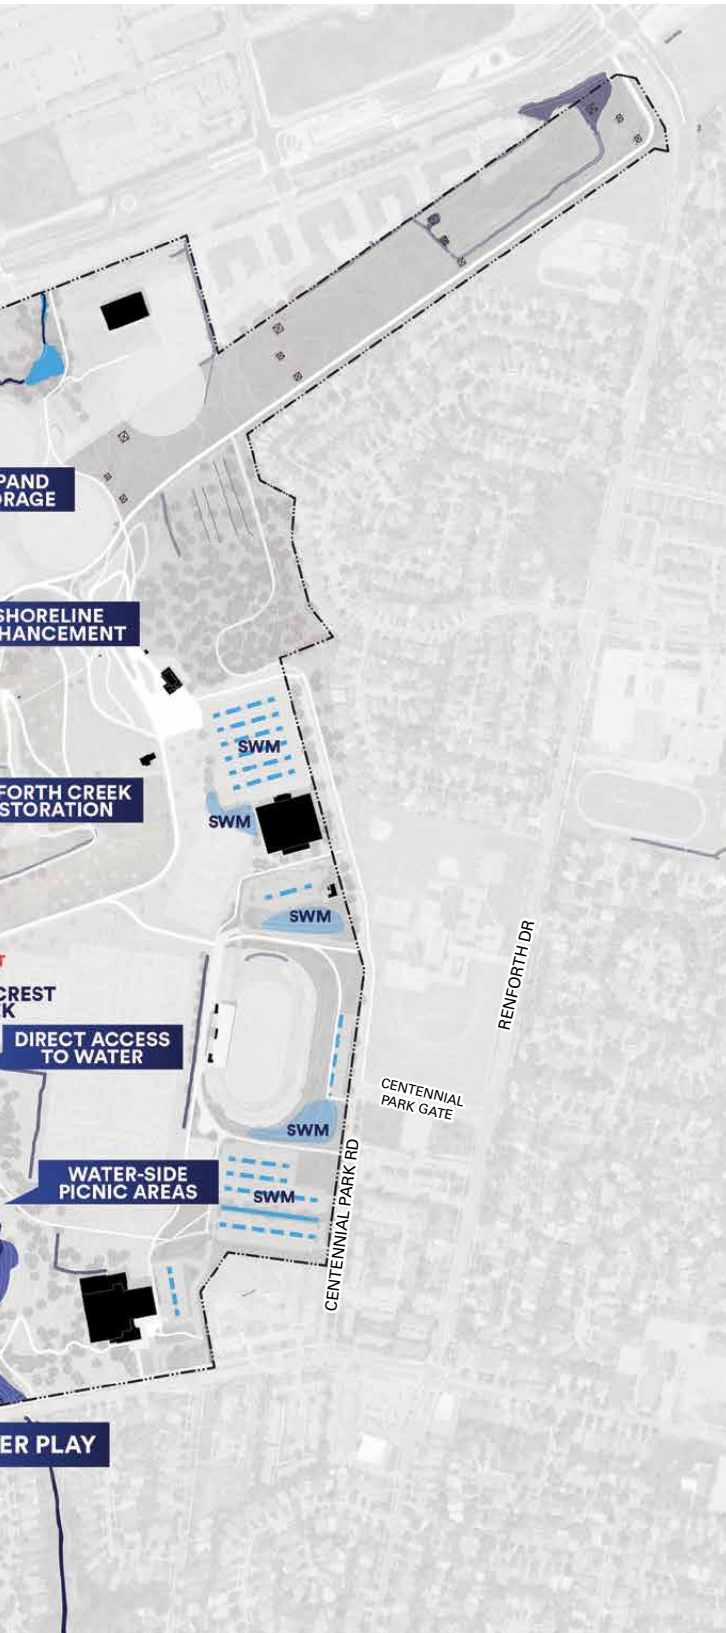 PAND
RAGE
SHORELINE
HANCEMENT
SWM
FORTH CREEK
STORATION
SWM
SWM
RENFORTH DR
T
CREST
K
DIRECT ACCESS
TO WATER
CENTENNIAL
PARK GATE
SWM
CENTENNIAL PARK RD
WATER-SIDE
PICNIC AREAS
SWM
ER PLAY